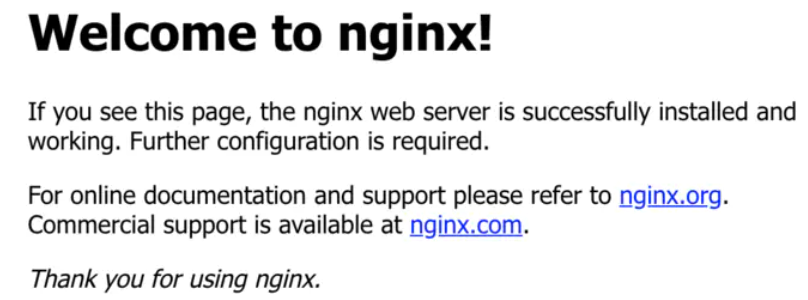 Welcome to nginx!
If you see this page, the nginx web server is successfully installed and
working. Further configuration is required.
For online documentation and support please refer to nginx.org.
Commercial support is available at nginx.com.
Thank you for using nginx.